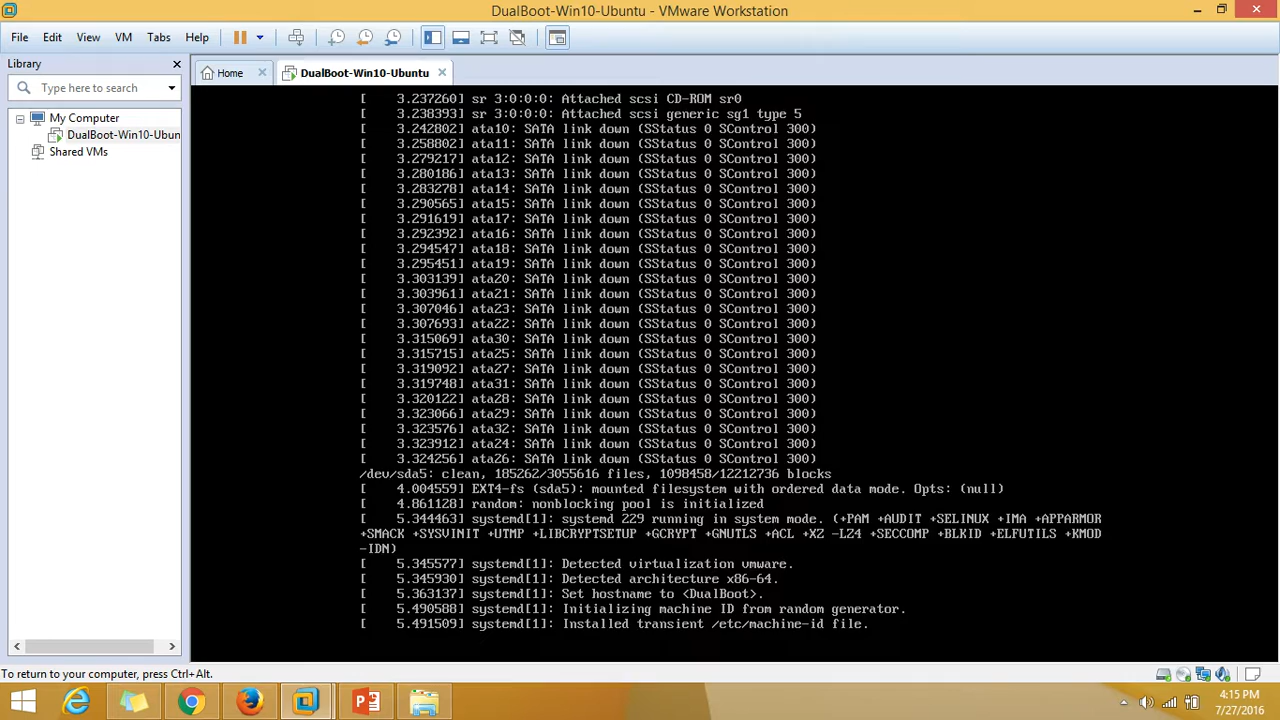 DualBoot-Win10-Ubuntu - VMware Workstation
File Edit View VM Tabs Help
Library
Type here to search
My Computer
DualBoot-Win10-Ubun
Shared VMs
Home
DualBoot-Win10-Ubuntu
[    3.237260] sr 3:0:0:0: Attached scsi CD-ROM sr0
[    3.238393] sr 3:0:0:0: Attached scsi generic sg1 type 5
[    3.242802] ata10: SATA link down (SStatus 0 SControl 300)
[    3.258802] ata11: SATA link down (SStatus 0 SControl 300)
[    3.279217] ata12: SATA link down (SStatus 0 SControl 300)
[    3.280186] ata13: SATA link down (SStatus 0 SControl 300)
[    3.283278] ata14: SATA link down (SStatus 0 SControl 300)
[    3.290565] ata15: SATA link down (SStatus 0 SControl 300)
[    3.291619] ata17: SATA link down (SStatus 0 SControl 300)
[    3.292392] ata16: SATA link down (SStatus 0 SControl 300)
[    3.294547] ata18: SATA link down (SStatus 0 SControl 300)
[    3.295451] ata19: SATA link down (SStatus 0 SControl 300)
[    3.303139] ata20: SATA link down (SStatus 0 SControl 300)
[    3.303961] ata21: SATA link down (SStatus 0 SControl 300)
[    3.307046] ata23: SATA link down (SStatus 0 SControl 300)
[    3.307693] ata22: SATA link down (SStatus 0 SControl 300)
[    3.315069] ata30: SATA link down (SStatus 0 SControl 300)
[    3.315715] ata25: SATA link down (SStatus 0 SControl 300)
[    3.319092] ata27: SATA link down (SStatus 0 SControl 300)
[    3.319748] ata31: SATA link down (SStatus 0 SControl 300)
[    3.320122] ata28: SATA link down (SStatus 0 SControl 300)
[    3.323066] ata29: SATA link down (SStatus 0 SControl 300)
[    3.323576] ata32: SATA link down (SStatus 0 SControl 300)
[    3.323912] ata24: SATA link down (SStatus 0 SControl 300)
[    3.324256] ata26: SATA link down (SStatus 0 SControl 300)
/dev/sda5: clean, 185262/3055616 files, 1098458/12212736 blocks
[    4.004559] EXT4-fs (sda5): mounted filesystem with ordered data mode. Opts: (null)
[    4.861128] random: nonblocking pool is initialized
[    5.344463] systemd[1]: systemd 229 running in system mode. (+PAM +AUDIT +SELINUX +IMA +APPARMOR
+SMACK +SYSVINIT +UTMP +LIBCRYPTSETUP +GCRYPT +GNUTLS +ACL +XZ -LZ4 +SECCOMP +BLKID +ELFUTILS +KMOD
-IDN)
[    5.345577] systemd[1]: Detected virtualization vmware.
[    5.345930] systemd[1]: Detected architecture x86-64.
[    5.363137] systemd[1]: Set hostname to <DualBoot>.
[    5.490588] systemd[1]: Initializing machine ID from random generator.
[    5.491509] systemd[1]: Installed transient /etc/machine-id file.
To return to your computer, press Ctrl+Alt.
4:15 PM
7/27/2016